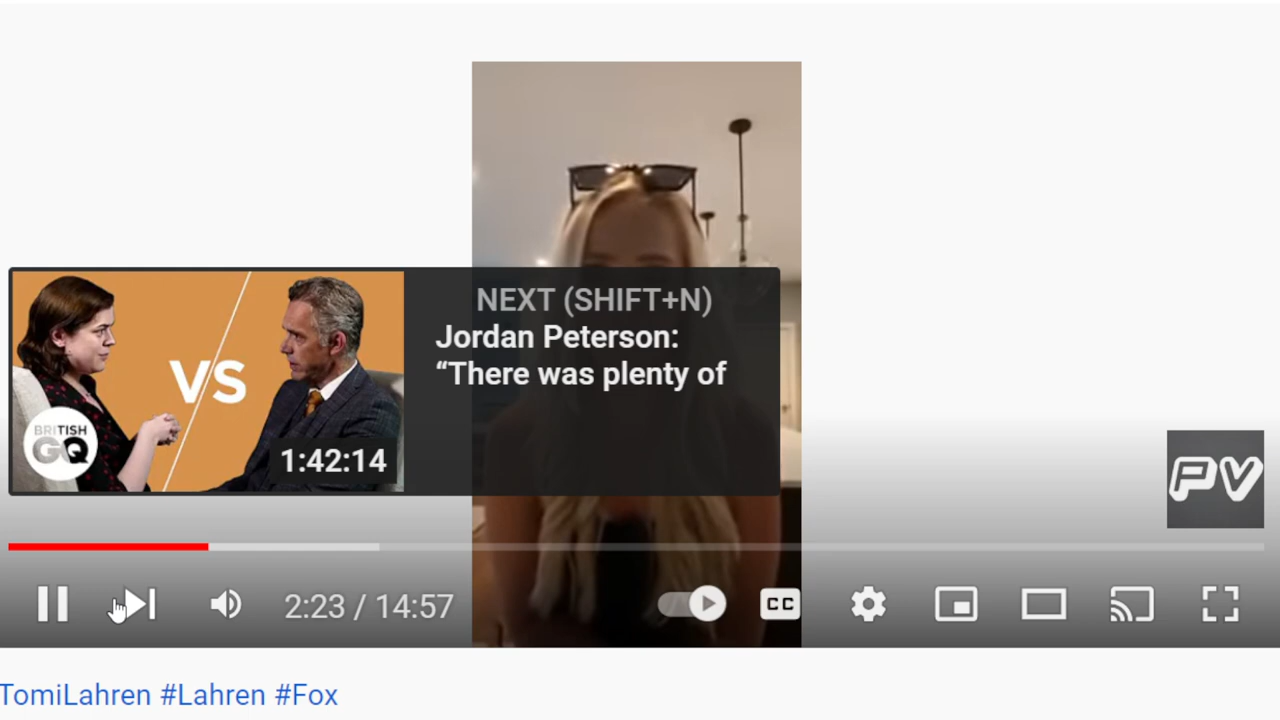 NEXT (SHIFT+N)
Jordan Peterson:
“There was plenty of
VS
BRITISH
GQ
1:42:14
PV
2:23 / 14:57
CC
TomiLahren #Lahren #Fox